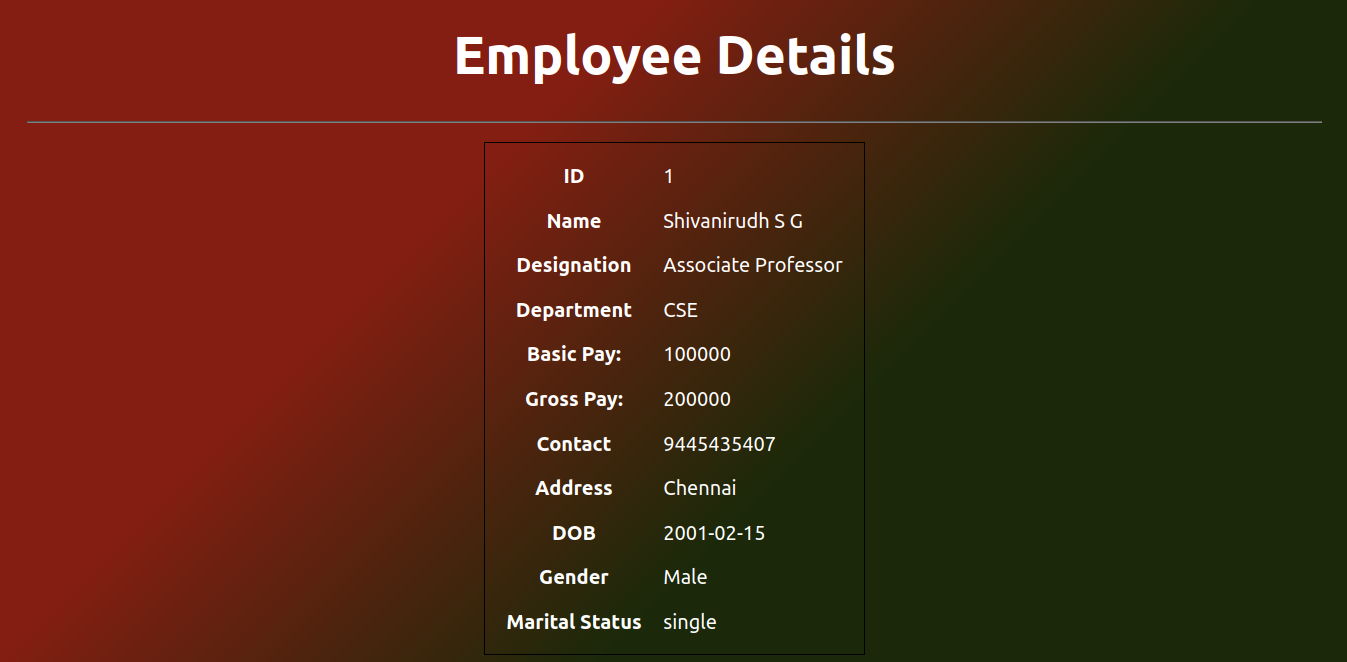 Employee Details
ID 1
Name Shivanirudh S G
Designation Associate Professor
Department CSE
Basic Pay: 100000
Gross Pay: 200000
Contact 9445435407
Address Chennai
DOB 2001-02-15
Gender Male
Marital Status single